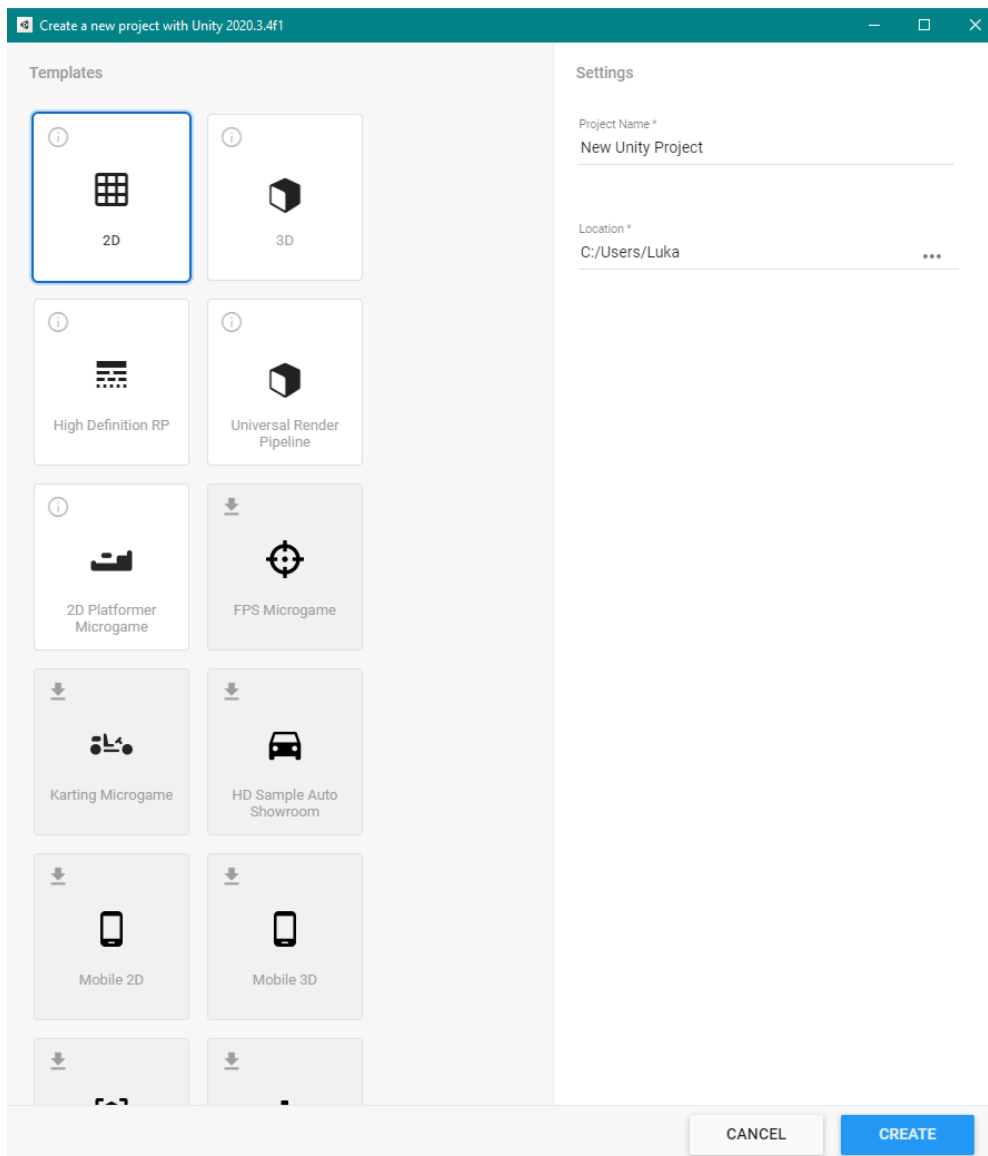 Create a new project with Unity 2020.3.4f1
Templates
Settings
Project Name *
New Unity Project
Location *
C:/Users/Luka
2D
3D
High Definition RP
Universal Render
Pipeline
2D Platformer
Microgame
FPS Microgame
Karting Microgame
HD Sample Auto
Showroom
Mobile 2D
Mobile 3D
CANCEL
CREATE